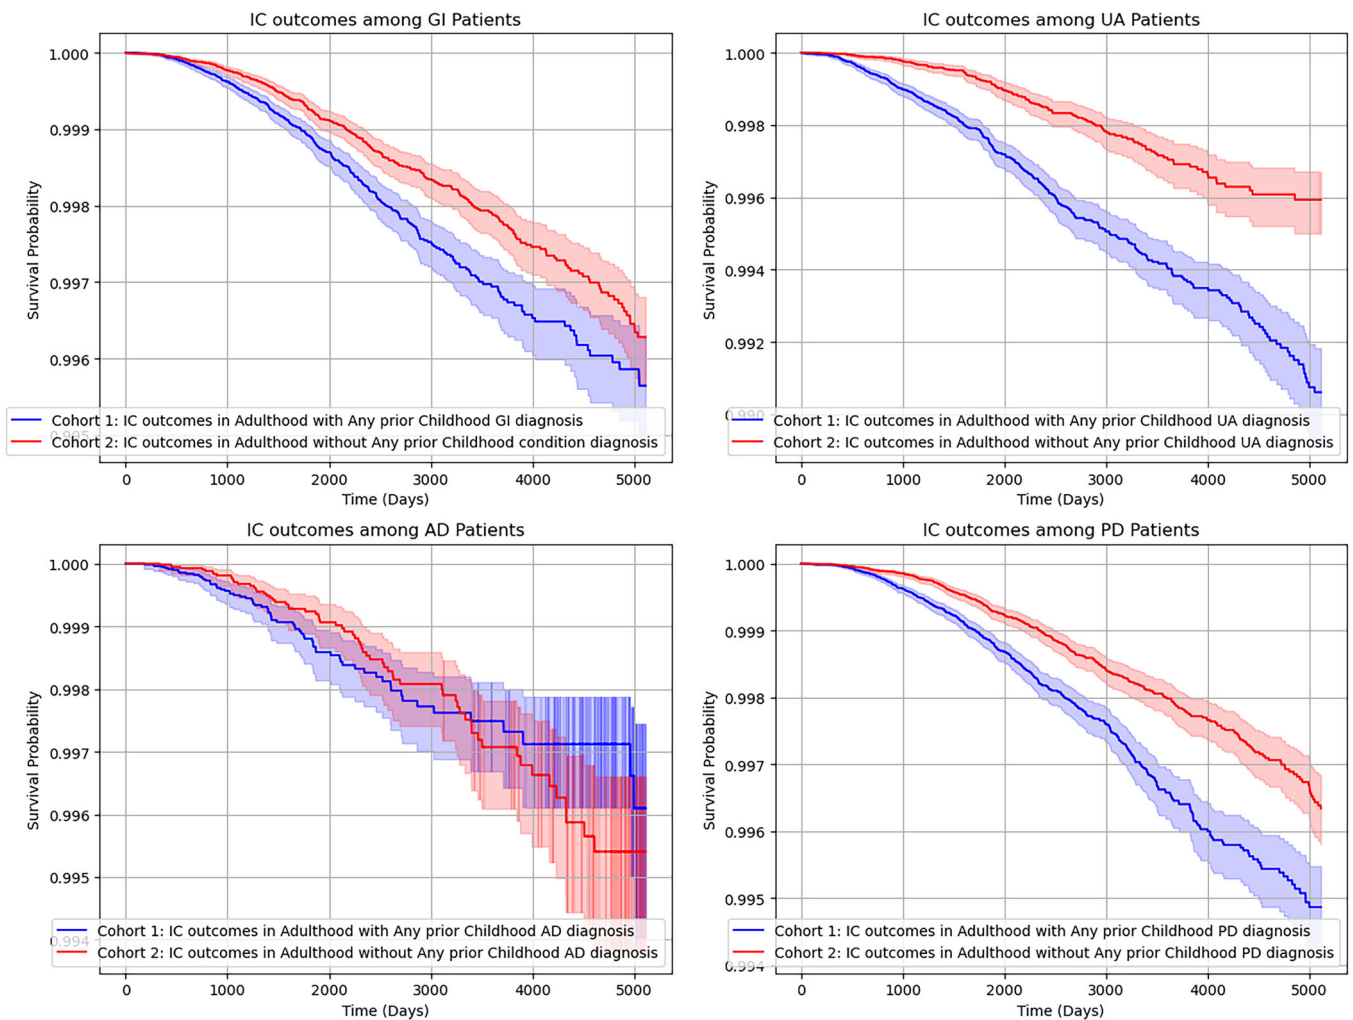 IC outcomes among GI Patients
1.000
0.999
0.998
0.997
0.996
0.995
Survival Probability
Cohort 1: IC outcomes in Adulthood with Any prior Childhood GI diagnosis
Cohort 2: IC outcomes in Adulthood without Any prior Childhood condition diagnosis
0 1000 2000 3000 4000 5000
Time (Days)
IC outcomes among UA Patients
1.000
0.998
0.996
0.994
0.992
0.990
Survival Probability
Cohort 1: IC outcomes in Adulthood with Any prior Childhood UA diagnosis
Cohort 2: IC outcomes in Adulthood without Any prior Childhood UA diagnosis
0 1000 2000 3000 4000 5000
Time (Days)
IC outcomes among AD Patients
1.000
0.999
0.998
0.997
0.996
0.995
0.994
Survival Probability
Cohort 1: IC outcomes in Adulthood with Any prior Childhood AD diagnosis
Cohort 2: IC outcomes in Adulthood without Any prior Childhood AD diagnosis
0 1000 2000 3000 4000 5000
Time (Days)
IC outcomes among PD Patients
1.000
0.999
0.998
0.997
0.996
0.995
0.994
Survival Probability
Cohort 1: IC outcomes in Adulthood with Any prior Childhood PD diagnosis
Cohort 2: IC outcomes in Adulthood without Any prior Childhood PD diagnosis
0 1000 2000 3000 4000 5000
Time (Days)